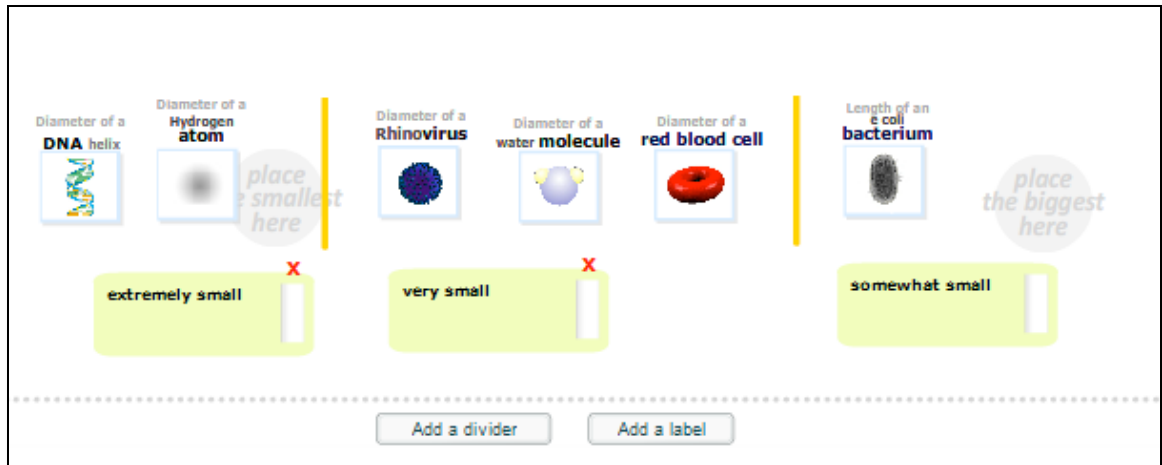 Diameter of a
DNA helix
Diameter of a
Hydrogen
atom
place
e smallest
here
Diameter of a
Rhinovirus
Diameter of a
water molecule
Diameter of a
red blood cell
Length of an
e coli
bacterium
place
the biggest
here
X
extremely small
X
very small
somewhat small
Add a divider
Add a label